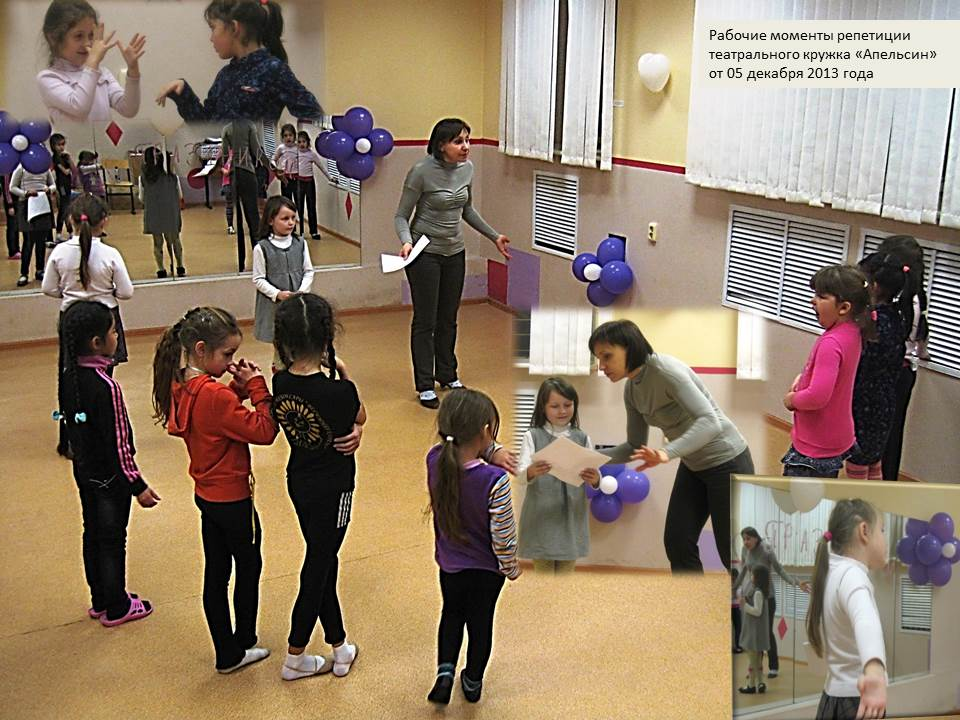 Рабочие моменты репетиции
театрального кружка «Апельсин»
от 05 декабря 2013 года